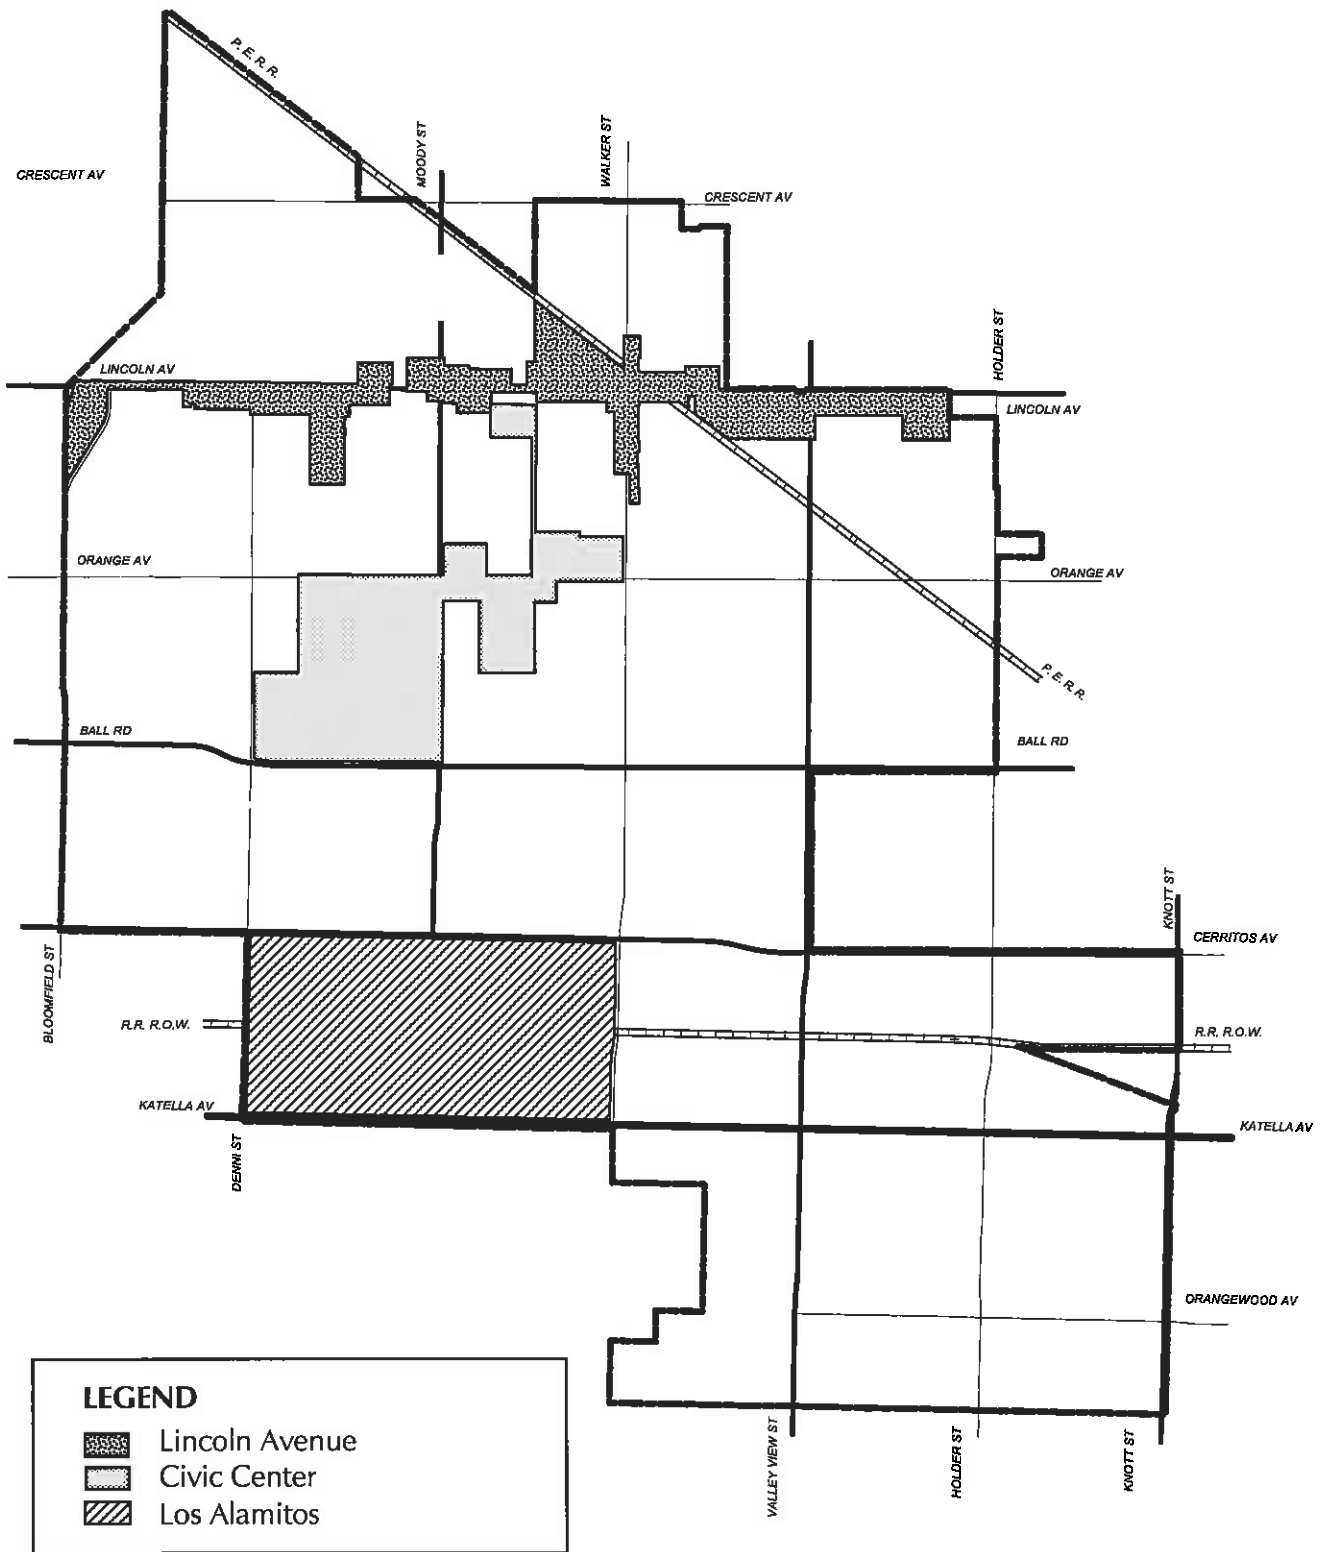 P.E.R.R.
MOODY ST
WALKER ST
CRESCENT AV
CRESCENT AV
HOLDER ST
LINCOLN AV
LINCOLN AV
ORANGE AV
ORANGE AV
P.E.R.R.
BALL RD
BALL RD
KNOTT ST
CERRITOS AV
BLOOMFIELD ST
R.R. R.O.W.
R.R. R.O.W.
KATELLA AV
KATELLA AV
DENNI ST
ORANGEWOOD AV
LEGEND
Lincoln Avenue
Civic Center
Los Alamitos
VALLEY VIEW ST
HOLDER ST
KNOTT ST